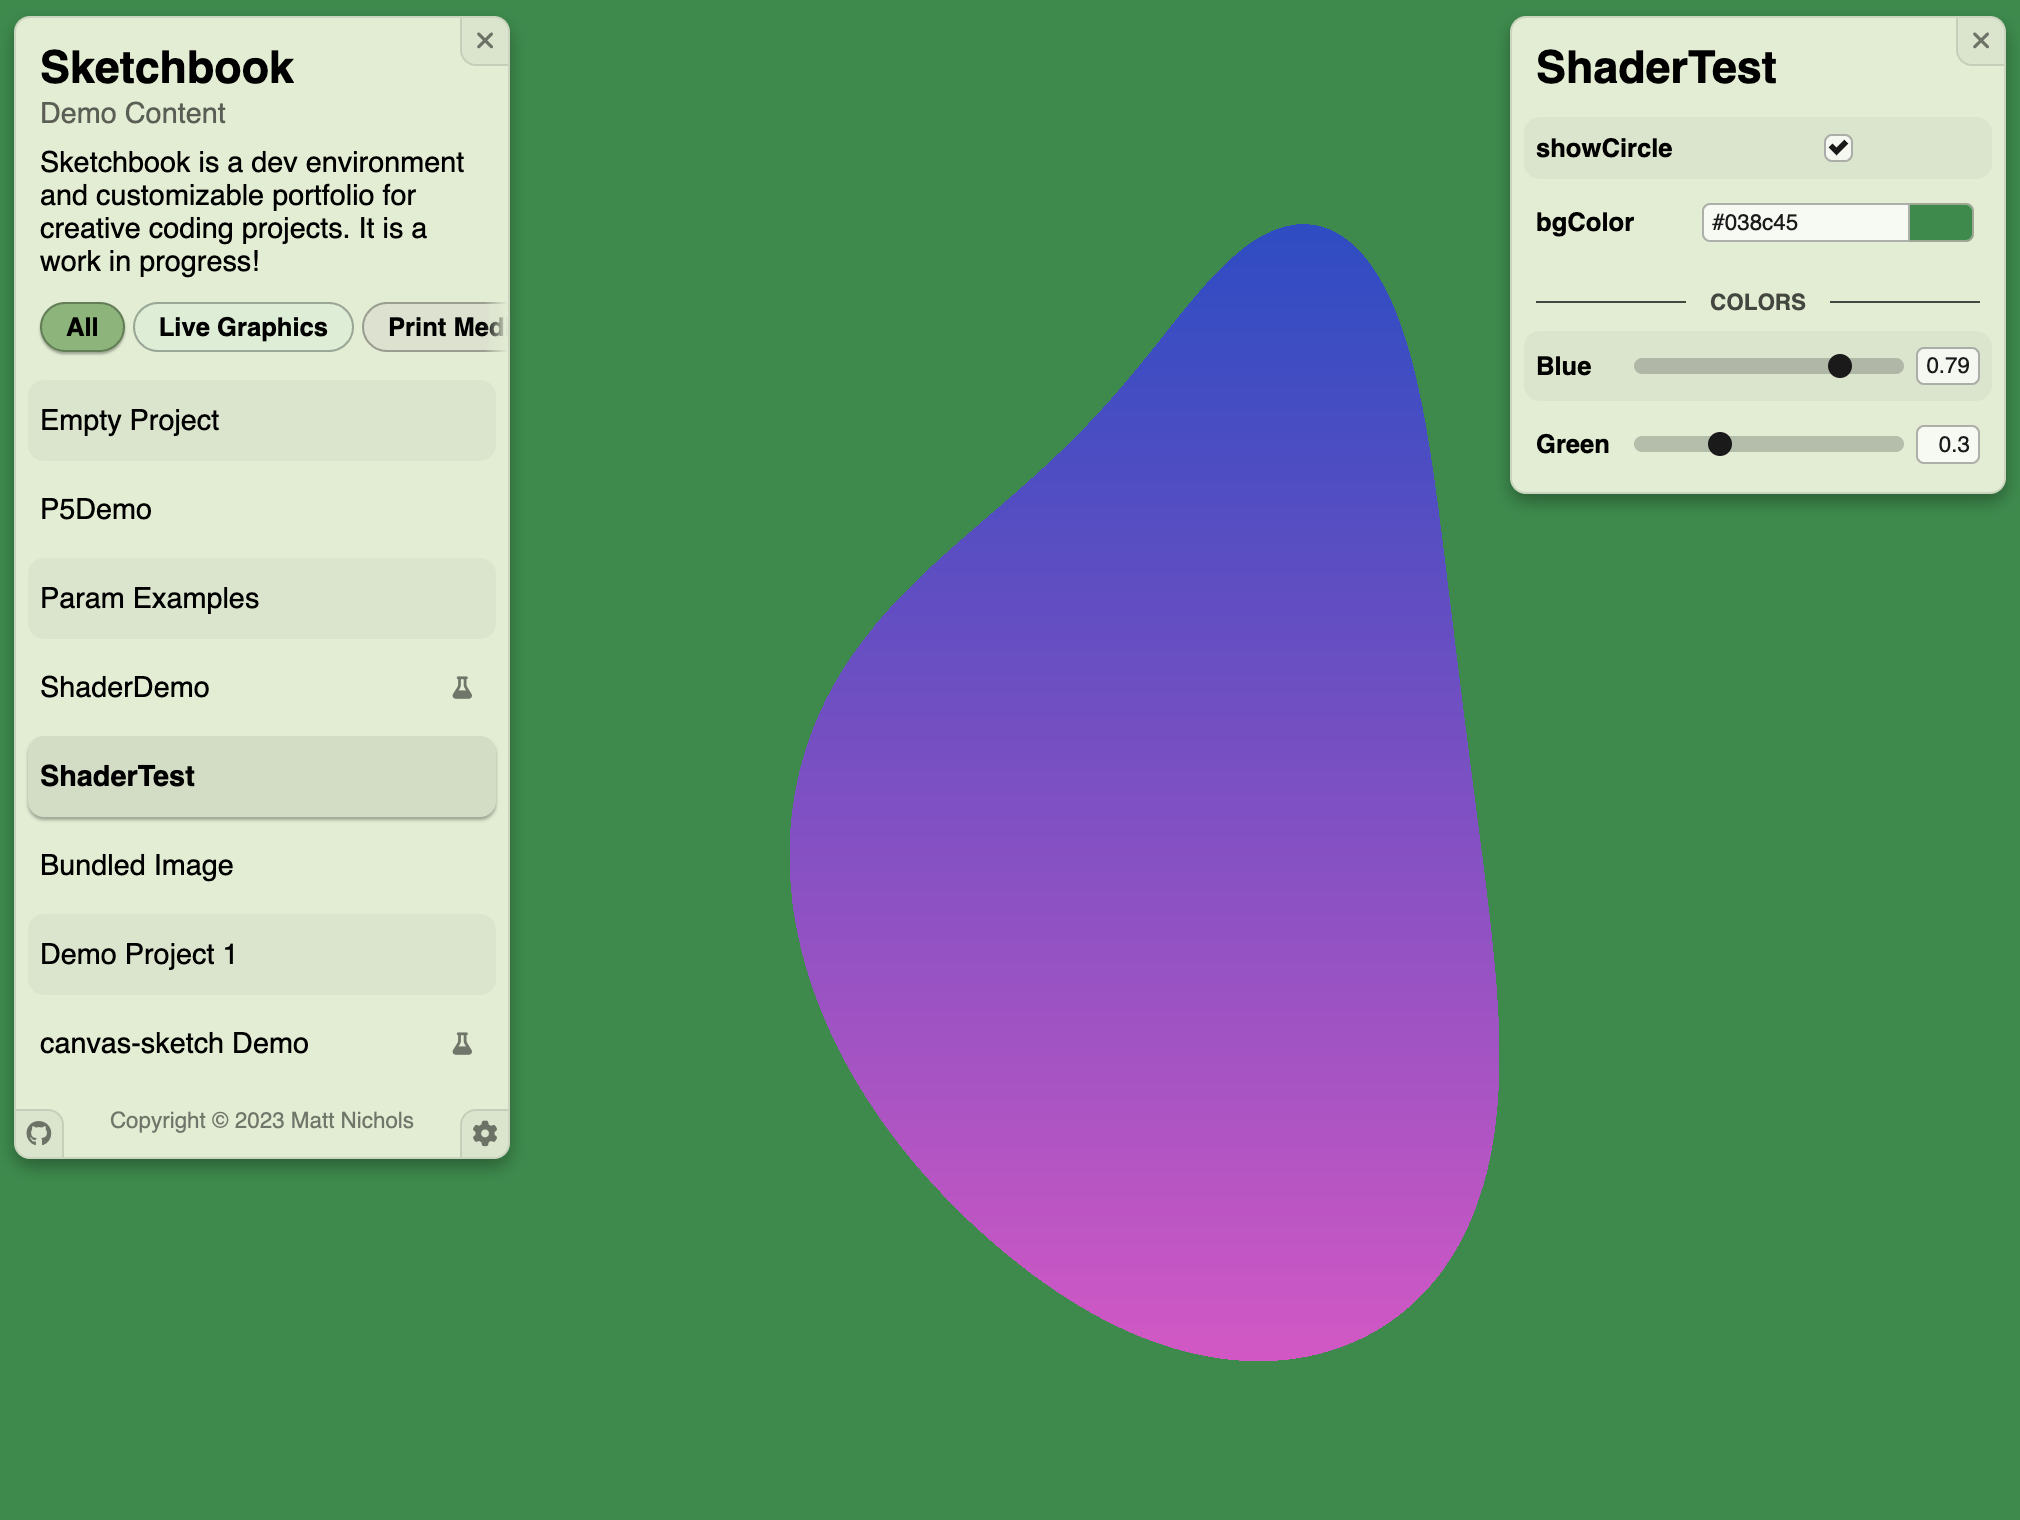 Sketchbook
Demo Content
Sketchbook is a dev environment
and customizable portfolio for
creative coding projects. It is a
work in progress!
All
Live Graphics
Print Med
Empty Project
P5Demo
Param Examples
ShaderDemo
ShaderTest
Bundled Image
Demo Project 1
canvas-sketch Demo
Copyright © 2023 Matt Nichols
ShaderTest
showCircle
bgColor #038c45
COLORS
Blue 0.79
Green 0.3